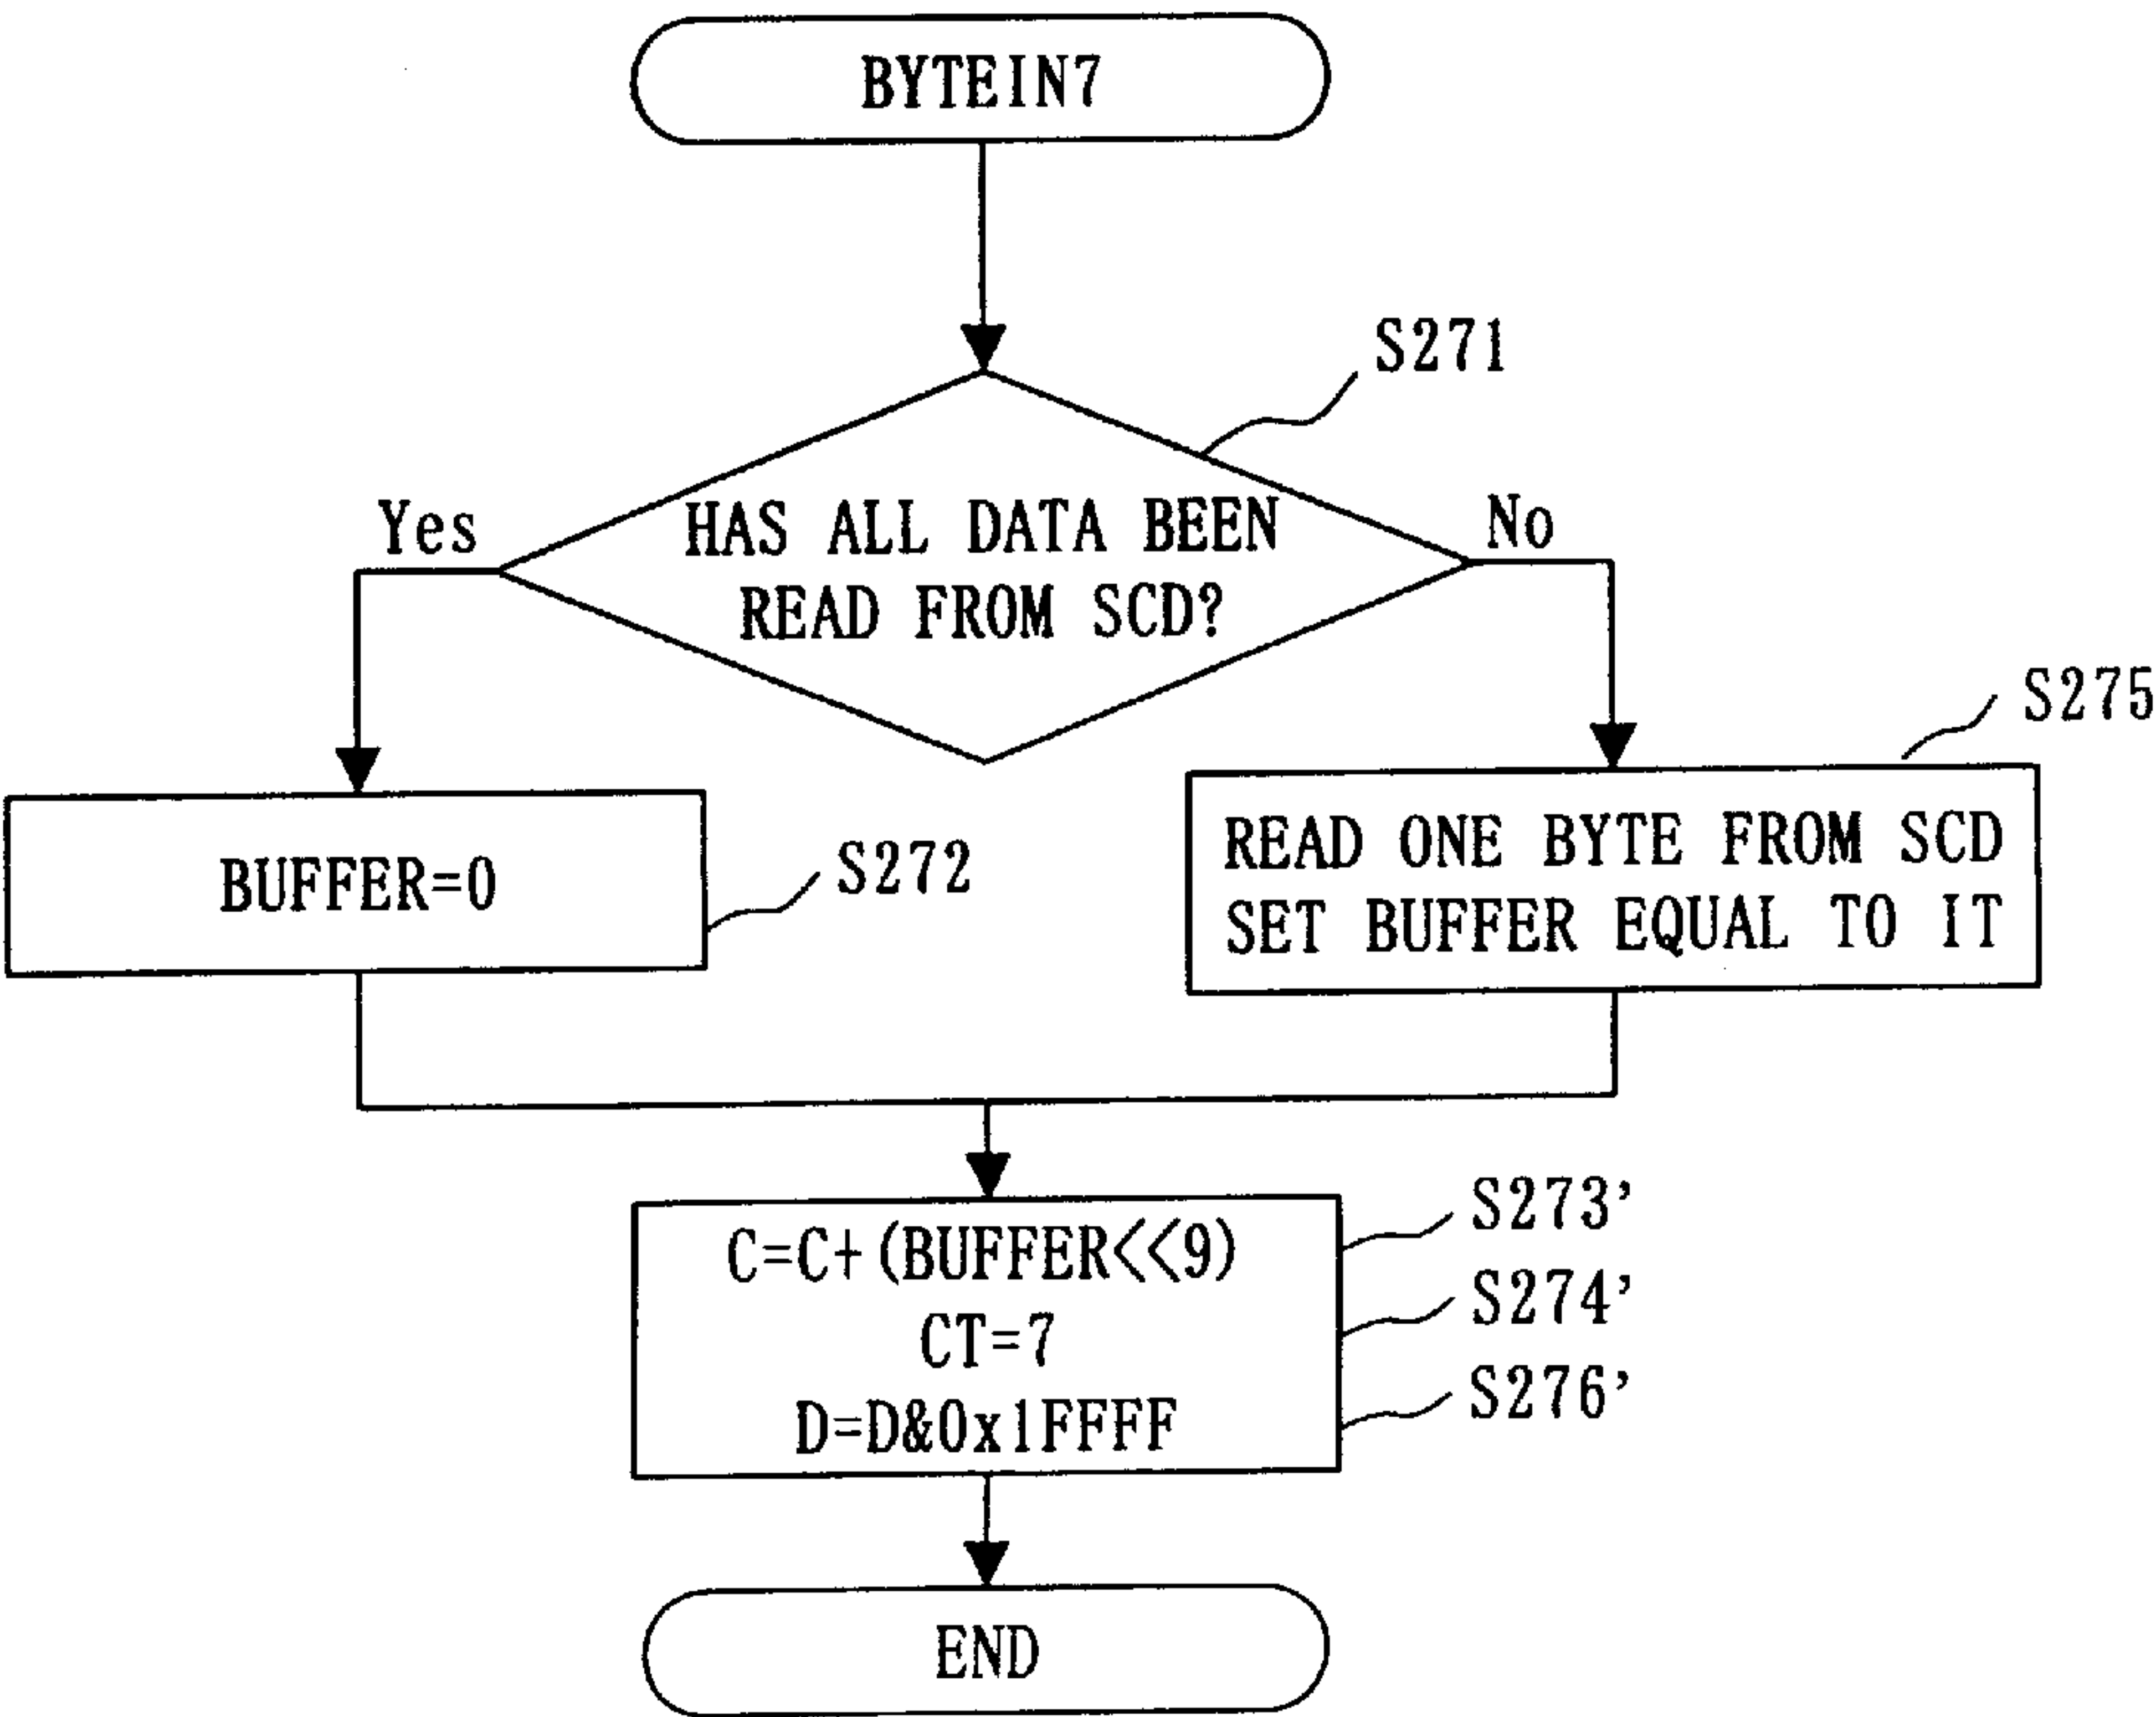 BYTEIN7
S271
Yes
HAS ALL DATA BEEN
READ FROM SCD?
No
S275
BUFFER=0
S272
READ ONE BYTE FROM SCD
SET BUFFER EQUAL TO IT
C=C+(BUFFER<<9)
S273'
CT=7
S274'
D=D&0x1FFFF
S276'
END